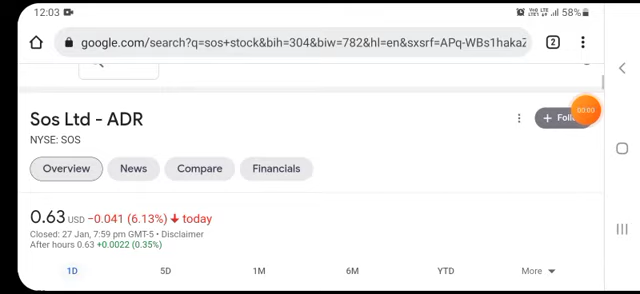 12:03 58%
google.com/search?q=sos+stock&bih=304&biw=782&hl=en&sxsrf=APq-WBs1haka 2
Sos Ltd - ADR
+ Follo 00:00
NYSE: SOS
Overview News Compare Financials
0.63 USD −0.041 (6.13%) today
Closed: 27 Jan, 7:59 pm GMT-5 • Disclaimer
After hours 0.63 +0.0022 (0.35%)
1D 5D 1M 6M YTD More